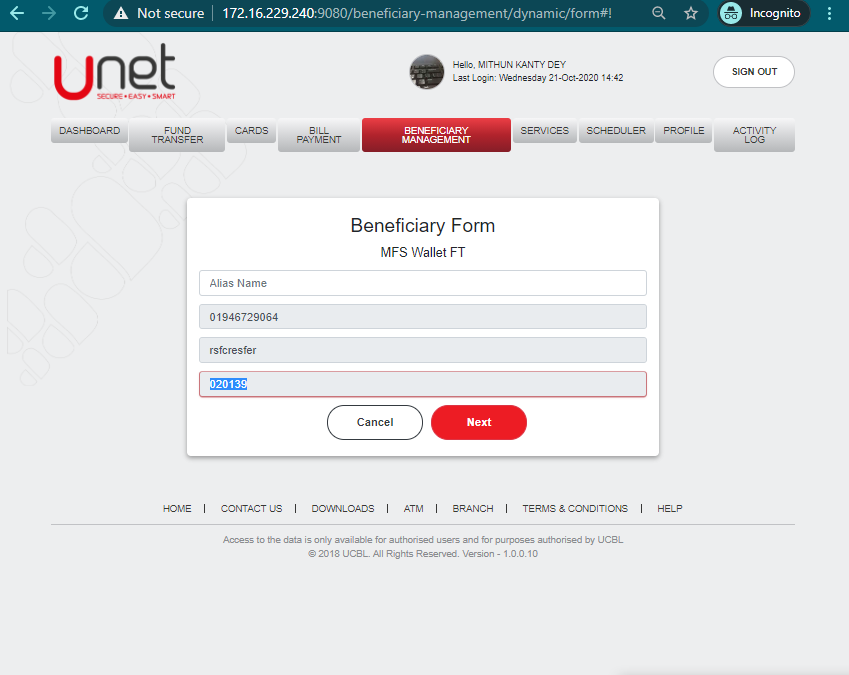 Not secure | 172.16.229.240:9080/beneficiary-management/dynamic/form#! Incognito
Unet
SECURE • EASY • SMART
Hello, MITHUN KANTY DEY
Last Login: Wednesday 21-Oct-2020 14:42
SIGN OUT
DASHBOARD
FUND
TRANSFER
CARDS
BILL
PAYMENT
BENEFICIARY
MANAGEMENT
SERVICES
SCHEDULER
PROFILE
ACTIVITY
LOG
Beneficiary Form
MFS Wallet FT
Alias Name
01946729064
rsfcresfer
020139
Cancel Next
HOME | CONTACT US | DOWNLOADS | ATM | BRANCH | TERMS & CONDITIONS | HELP
Access to the data is only available for authorised users and for purposes authorised by UCBL
© 2018 UCBL. All Rights Reserved. Version - 1.0.0.10